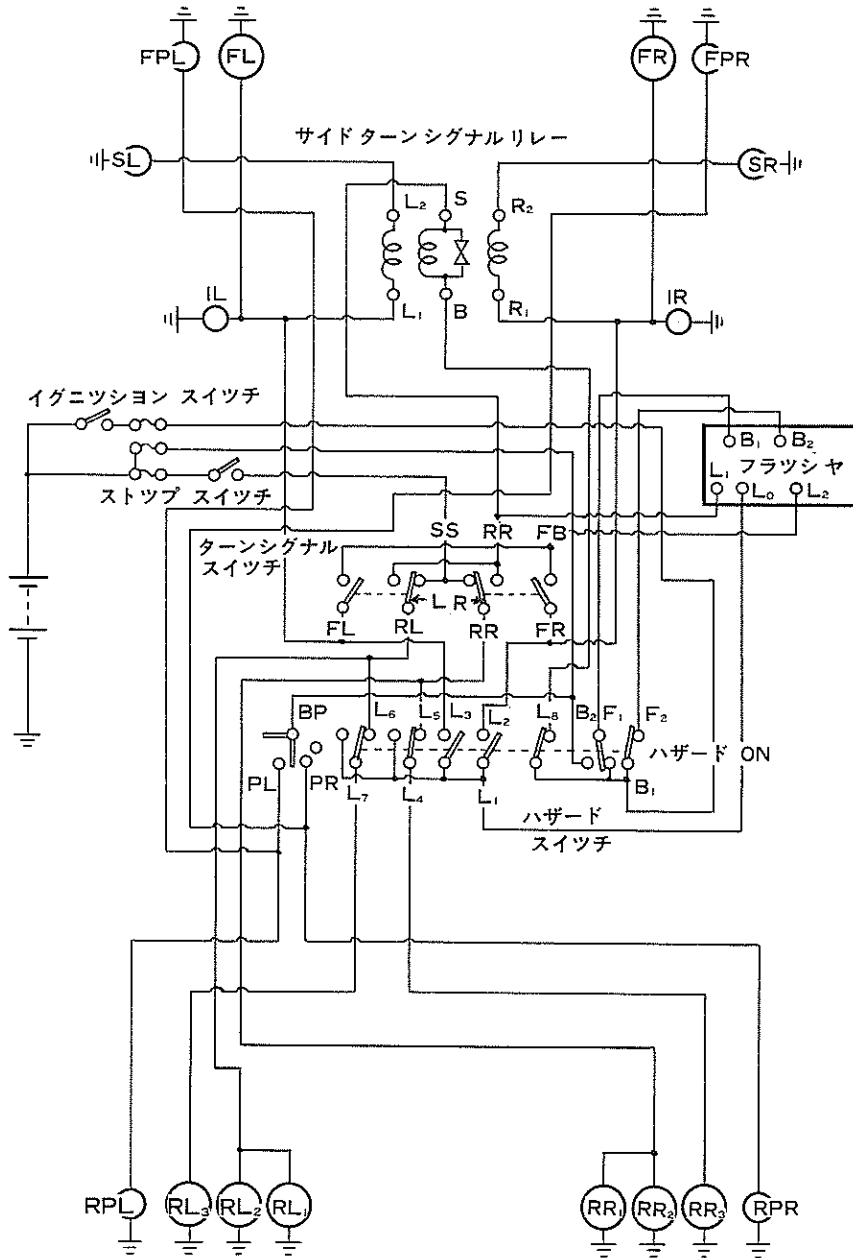 FPL FL FR FPR
サイド ターン シグナル リレー
SL SR
L₂ S R₂
IL L₁ B R₁ IR
イグニツシヨン スイツチ
B₁ B₂
フラツシヤ
L₁ L₀ L₂
ストツプ スイツチ
SS RR FB
ターンシグナル
スイツチ
L R
FL RL RR FR
BP L₆ L₅ L₃ L₂ L₈ B₂ F₁ F₂
ハザード ON
PL PR L₇ L₄ L₁ B₁
ハザード
スイツチ
RPL RL₃ RL₂ RL₁ RR₁ RR₂ RR₃ RPR